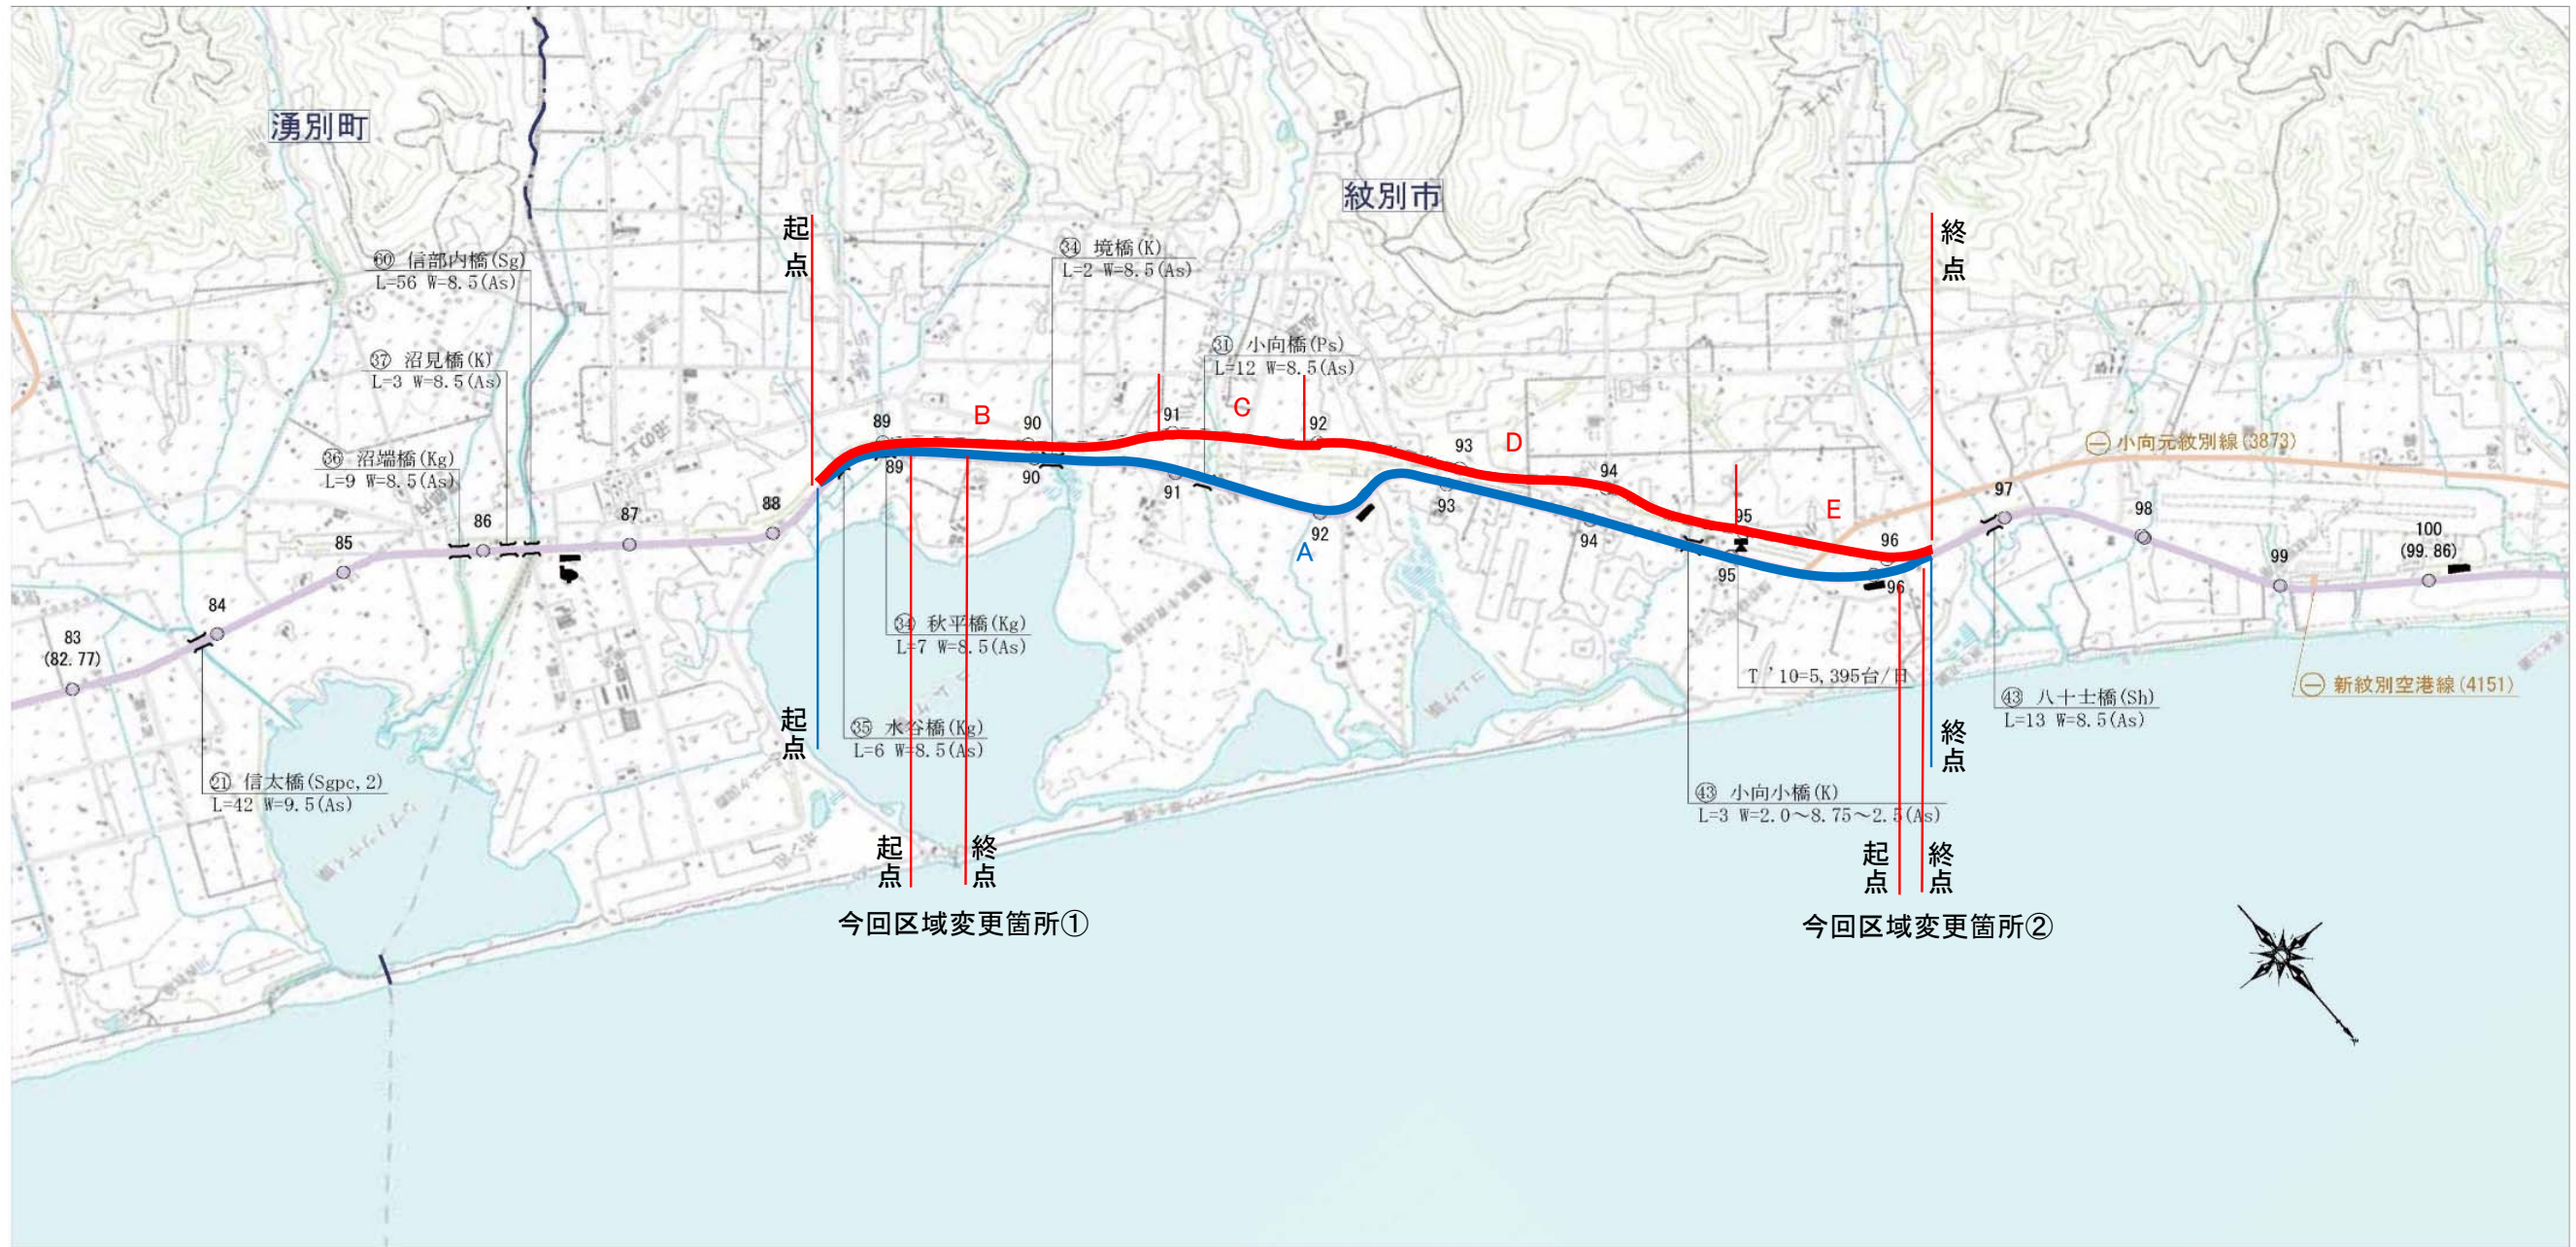 湧別町
紋別市
起点
終点
㉞ 境橋(K)
L=2 W=8.5(As)
㊿ 信部内橋(Sg)
L=56 W=8.5(As)
㉛ 小向橋(Ps)
L=12 W=8.5(As)
㊲ 沼見橋(K)
L=3 W=8.5(As)
㊱ 沼端橋(Kg)
L=9 W=8.5(As)
B
C
D
E
A
89
90
91
92
93
94
95
96
89
90
91
92
93
94
95
96
83
(82.77)
84
85
86
87
88
97
98
99
100
(99.86)
㊀ 小向元紋別線(3873)
㊀ 新紋別空港線(4151)
㉞ 秋平橋(Kg)
L=7 W=8.5(As)
㉟ 水谷橋(Kg)
L=6 W=8.5(As)
T '10=5,395台/日
㊸ 八十士橋(Sh)
L=13 W=8.5(As)
㉑ 信太橋(Sgpc,2)
L=42 W=9.5(As)
㊸ 小向小橋(K)
L=3 W=2.0～8.75～2.5(As)
起点
終点
起点
終点
今回区域変更箇所①
起点
終点
今回区域変更箇所②